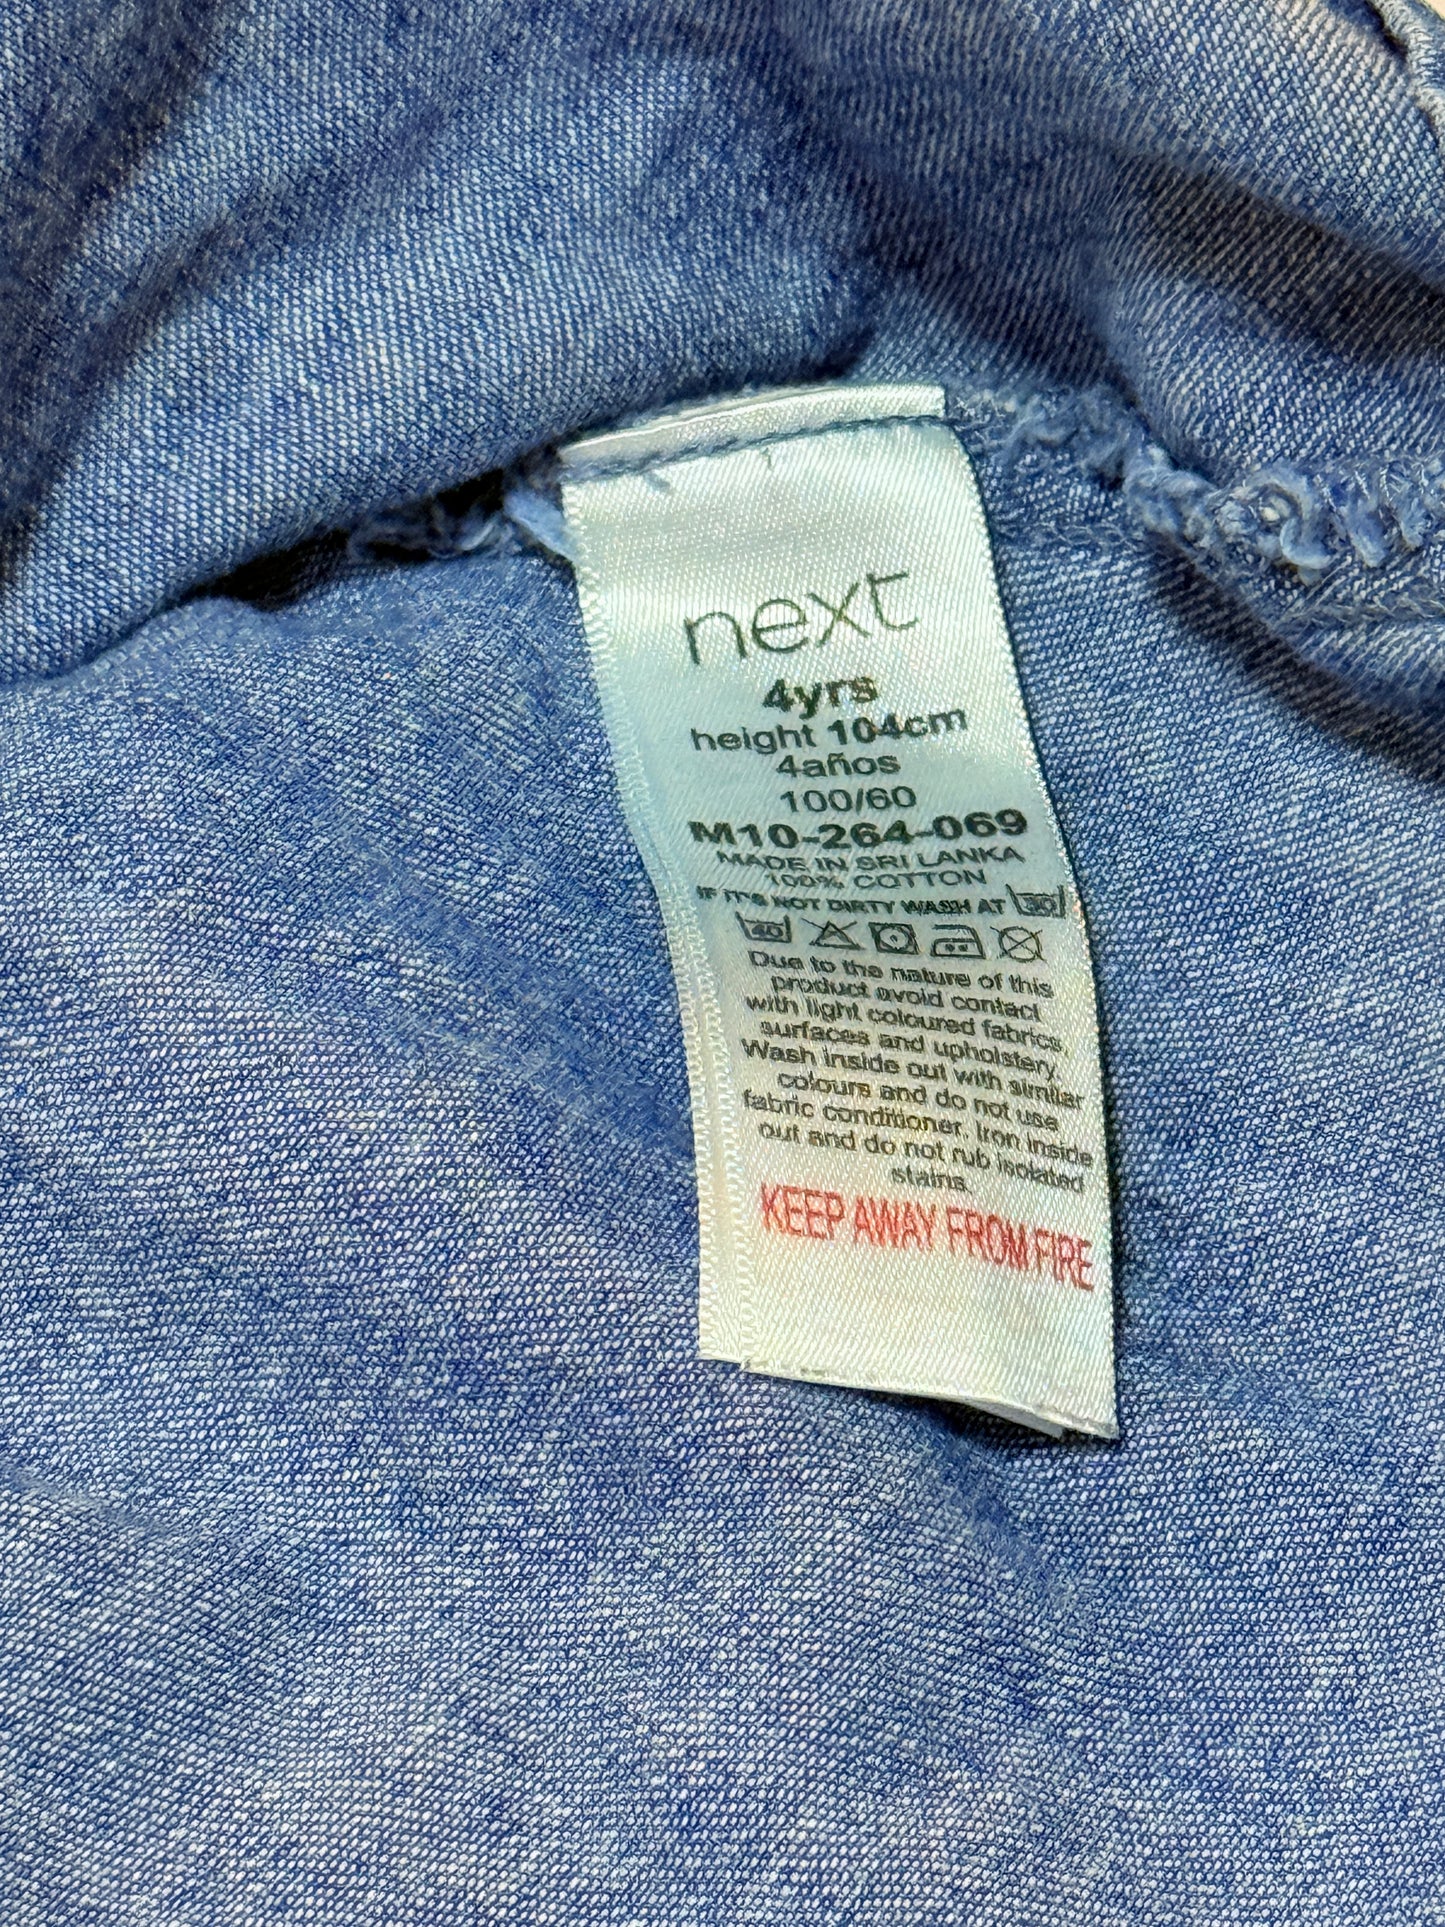 next
4yrs
height 104cm
4años
100/60
M10-264-069
MADE IN SRI LANKA
100% COTTON
IF IT'S NOT DIRTY WASH AT 30
40
Due to the nature of this
product avoid contact
with light coloured fabrics,
surfaces and upholstery.
Wash inside out with similar
colours and do not use
fabric conditioner. Iron inside
out and do not rub isolated
stains.
KEEP AWAY FROM FIRE